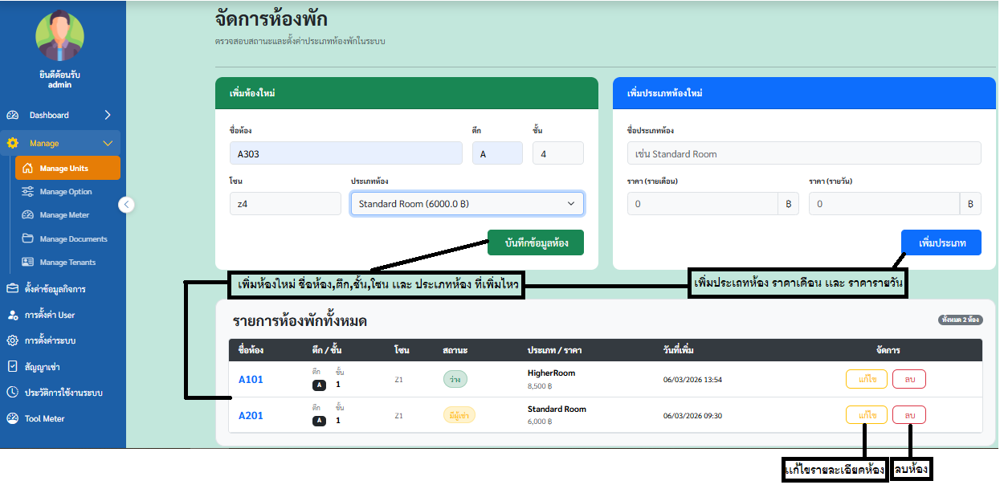 ยินดีต้อนรับ
admin
Dashboard
Manage
Manage Units
Manage Option
Manage Meter
Manage Documents
Manage Tenants
ตั้งค่าข้อมูลกิจการ
การตั้งค่า User
การตั้งค่าระบบ
สัญญาเช่า
ประวัติการใช้งานระบบ
Tool Meter
จัดการห้องพัก
ตรวจสอบสถานะและตั้งค่าประเภทห้องพักในระบบ
เพิ่มห้องใหม่
ชื่อห้อง ตึก ชั้น
A303 A 4
โซน ประเภทห้อง
z4 Standard Room (6000.0 ฿)
บันทึกข้อมูลห้อง
เพิ่มประเภทห้องใหม่
ชื่อประเภทห้อง
เช่น Standard Room
ราคา (รายเดือน) ราคา (รายวัน)
0 ฿ 0 ฿
เพิ่มประเภท
เพิ่มห้องใหม่ ชื่อห้อง,ตึก,ชั้น,โซน และ ประเภทห้อง ที่เพิ่มไหว
เพิ่มประเถทห้อง ราคาเดือน และ ราคารายวัน
รายการห้องพักทั้งหมด
ทั้งหมด 2 ห้อง
ชื่อห้อง ตึก / ชั้น โซน สถานะ ประเภท / ราคา วันที่เพิ่ม จัดการ
A101 ตึก A ชั้น 1 Z1 ว่าง HigherRoom 8,500 ฿ 06/03/2026 13:54 แก้ไข ลบ
A201 ตึก A ชั้น 1 Z1 มีผู้เช่า Standard Room 6,000 ฿ 06/03/2026 09:30 แก้ไข ลบ
แก้ไขรายละเอียดห้อง
ลบห้อง